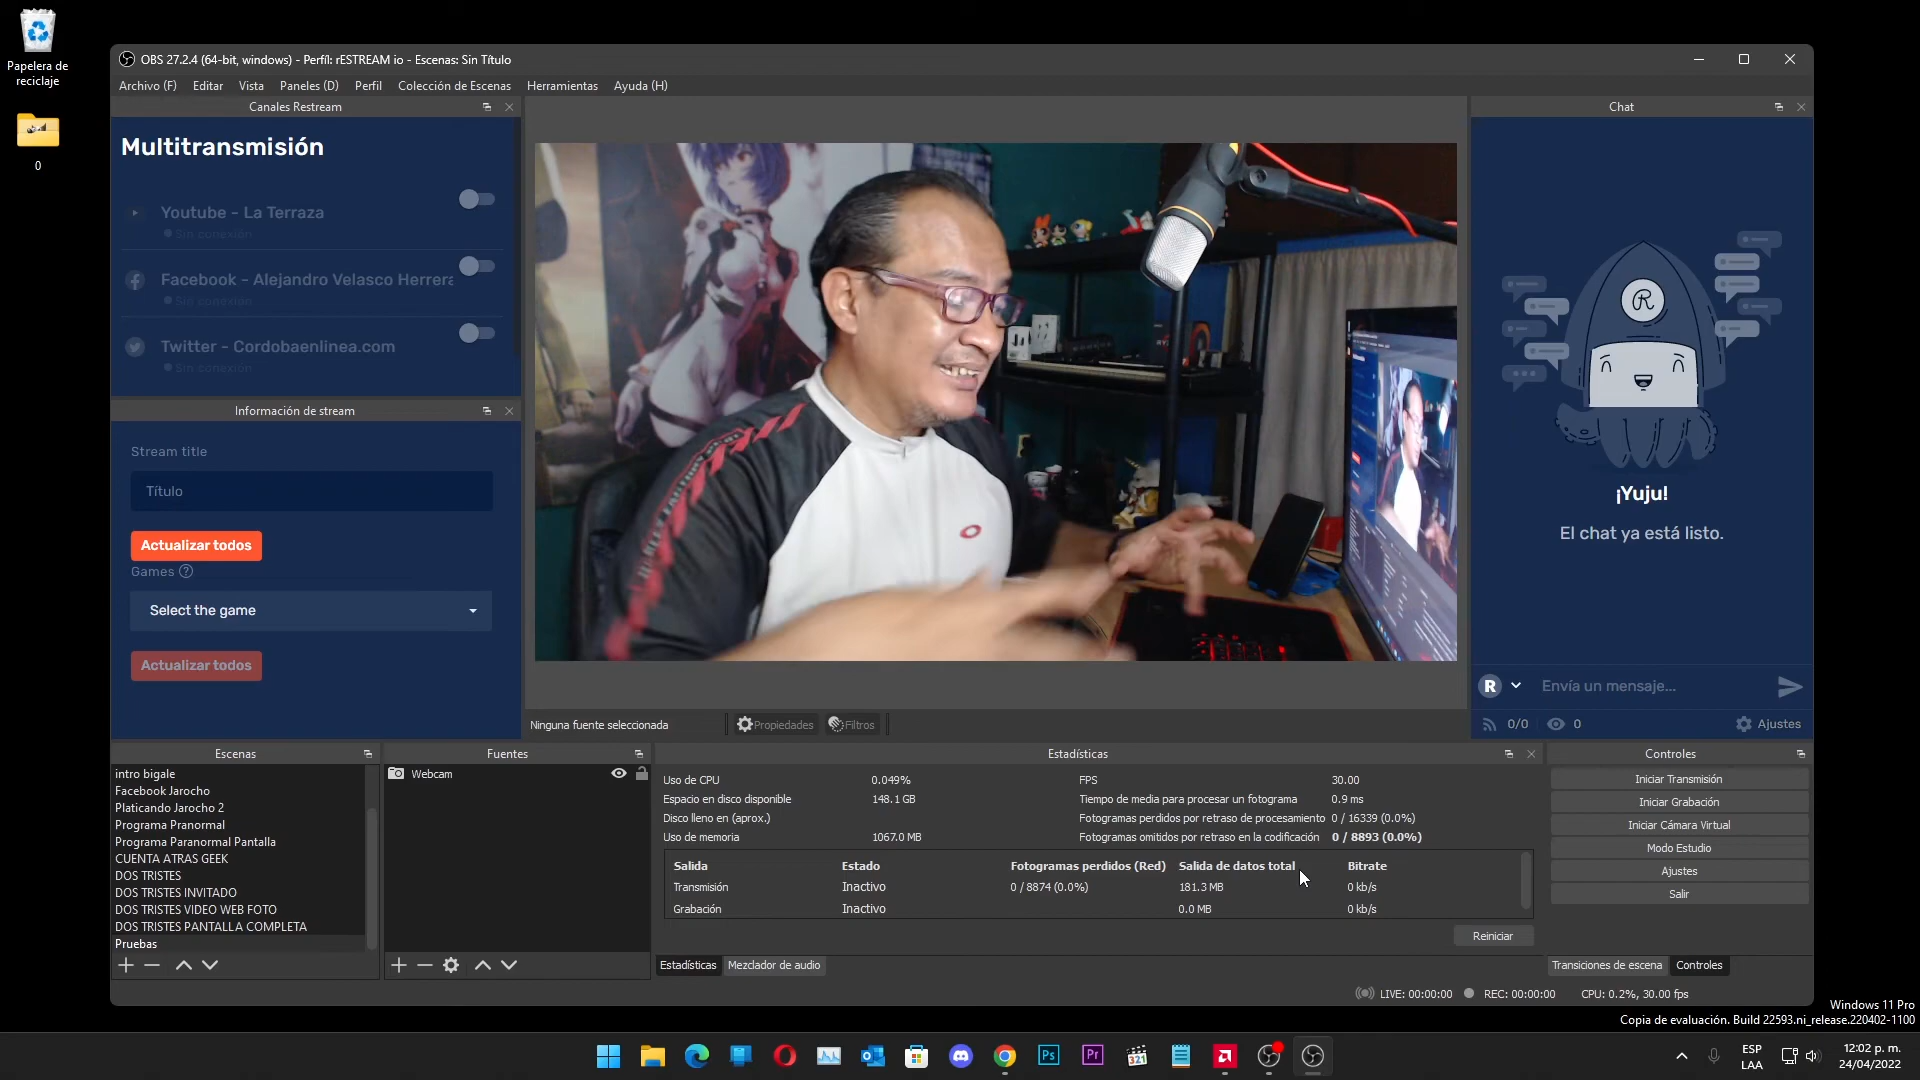 Papelera de
reciclaje
0
OBS 27.2.4 (64-bit, windows) - Perfil: rESTREAM io - Escenas: Sin Título
Archivo (F)
Editar
Vista
Paneles (D)
Perfil
Colección de Escenas
Herramientas
Ayuda (H)
Canales Restream
Multitransmisión
Youtube - La Terraza
Sin conexión
Facebook - Alejandro Velasco Herrera
Sin conexión
Twitter - Cordobaenlinea.com
Sin conexión
Información de stream
Stream title
Título
Actualizar todos
Games ?
Select the game
Actualizar todos
Chat
R
¡Yuju!
El chat ya está listo.
R
Envía un mensaje...
0/0
0
Ajustes
Ninguna fuente seleccionada
Propiedades
Filtros
Escenas
intro bigale
Facebook Jarocho
Platicando Jarocho 2
Programa Pranormal
Programa Paranormal Pantalla
CUENTA ATRAS GEEK
DOS TRISTES
DOS TRISTES INVITADO
DOS TRISTES VIDEO WEB FOTO
DOS TRISTES PANTALLA COMPLETA
Pruebas
Fuentes
Webcam
Estadísticas
Uso de CPU 0.049% FPS 30.00
Espacio en disco disponible 148.1 GB Tiempo de media para procesar un fotograma 0.9 ms
Disco lleno en (aprox.) Fotogramas perdidos por retraso de procesamiento 0 / 16339 (0.0%)
Uso de memoria 1067.0 MB Fotogramas omitidos por retraso en la codificación 0 / 8893 (0.0%)
Salida Estado Fotogramas perdidos (Red) Salida de datos total Bitrate
Transmisión Inactivo 0 / 8874 (0.0%) 181.3 MB 0 kb/s
Grabación Inactivo 0.0 MB 0 kb/s
Reiniciar
Estadísticas
Mezclador de audio
Controles
Iniciar Transmisión
Iniciar Grabación
Iniciar Cámara Virtual
Modo Estudio
Ajustes
Salir
Transiciones de escena
Controles
LIVE: 00:00:00
REC: 00:00:00
CPU: 0.2%, 30.00 fps
Windows 11 Pro
Copia de evaluación. Build 22593.ni_release.220402-1100
Ps
Pr
321
ESP
LAA
12:02 p. m.
24/04/2022